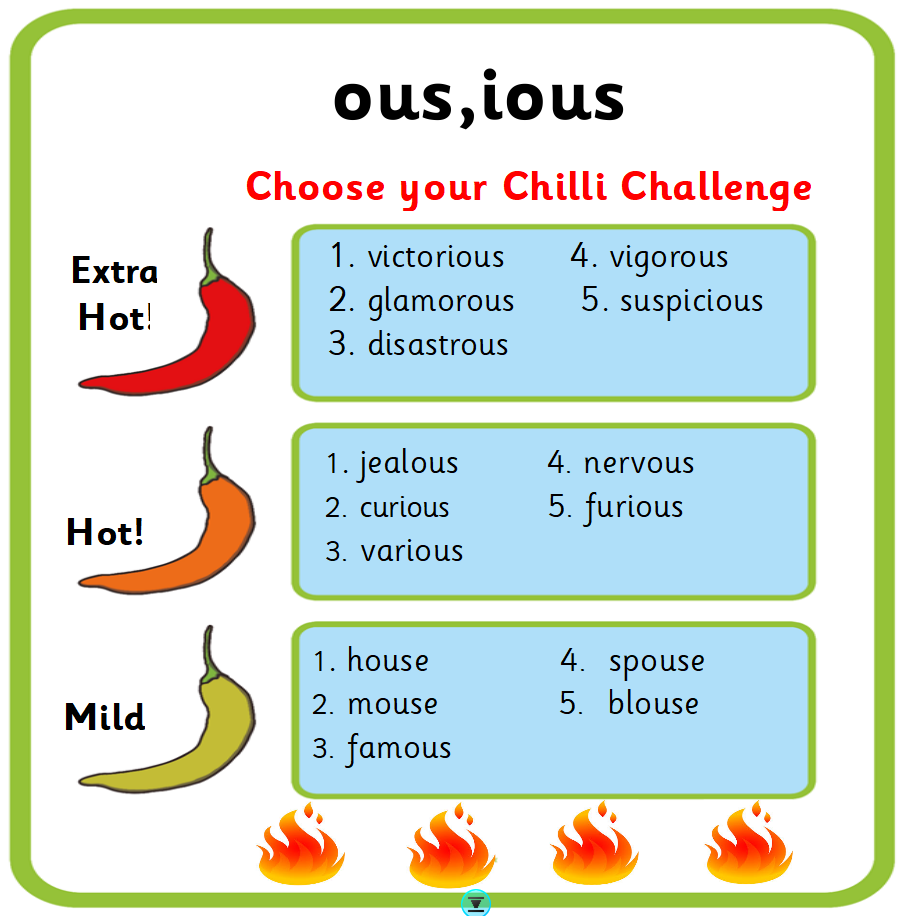 ous,ious
Choose your Chilli Challenge
Extra
Hot!
1. victorious 4. vigorous
2. glamorous 5. suspicious
3. disastrous
Hot!
1. jealous 4. nervous
2. curious 5. furious
3. various
Mild
1. house 4. spouse
2. mouse 5. blouse
3. famous